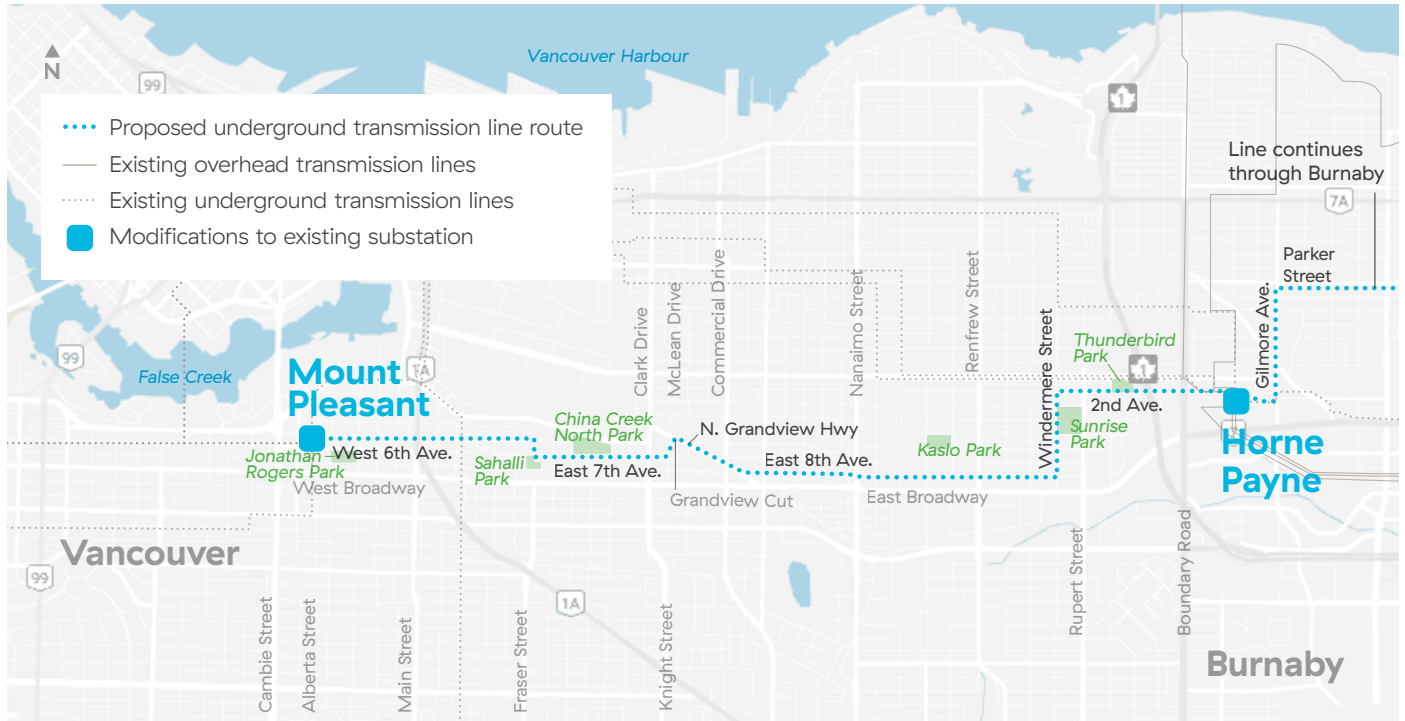 Vancouver Harbour
N
99
1
Proposed underground transmission line route
Existing overhead transmission lines
Existing underground transmission lines
Modifications to existing substation
Line continues
through Burnaby
7A
Parker
Street
Clark Drive
McLean Drive
Commercial Drive
Nanaimo Street
Renfrew Street
Windermere Street
Gilmore Ave.
Thunderbird
Park
1
99
False Creek
1A
Mount
Pleasant
2nd Ave.
China Creek
North Park
N. Grandview Hwy
Sunrise
Park
Horne
Payne
Jonathan
Rogers Park
West 6th Ave.
Sahalli
Park
East 7th Ave.
East 8th Ave.
Kaslo Park
West Broadway
Grandview Cut
East Broadway
Vancouver
99
1A
Cambie Street
Alberta Street
Main Street
Fraser Street
Knight Street
Rupert Street
Boundary Road
Burnaby